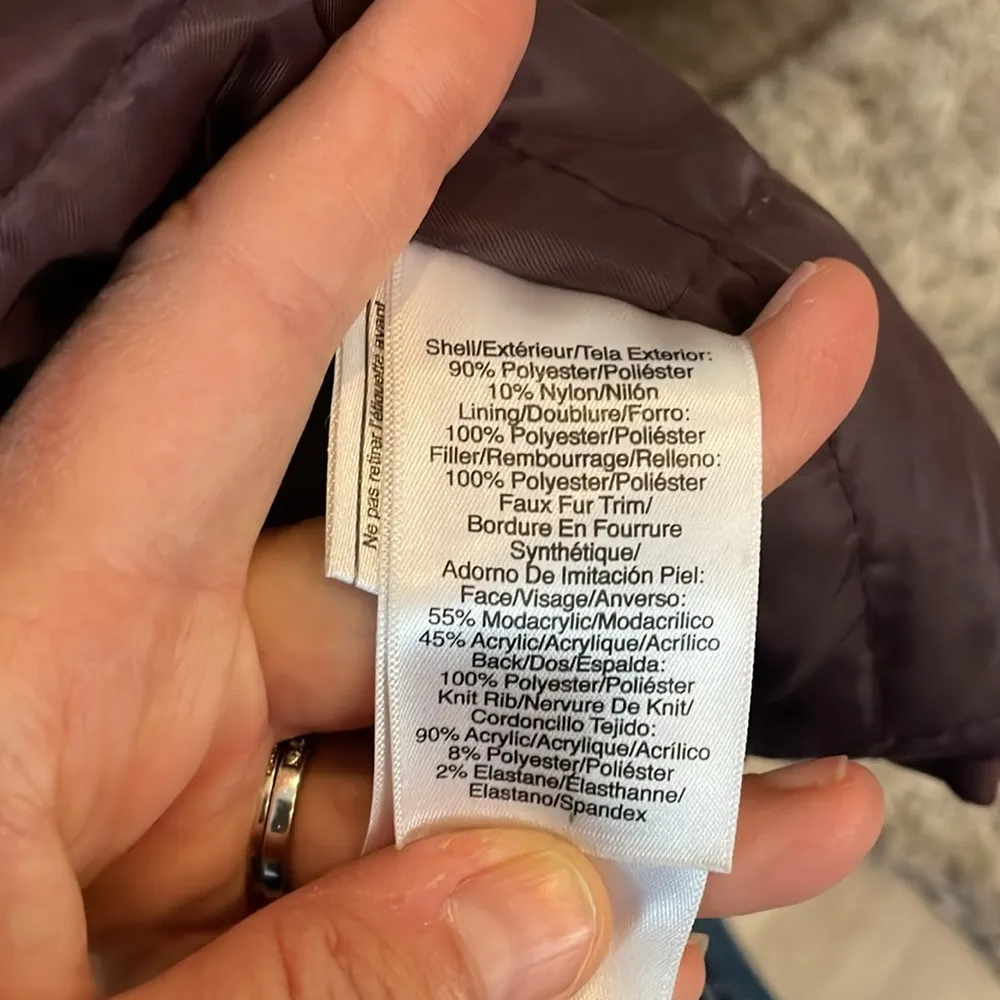 Shell/Extérieur/Tela Exterior:
90% Polyester/Poliéster
10% Nylon/Nilón
Lining/Doublure/Forro:
100% Polyester/Poliéster
Filler/Rembourrage/Relleno:
100% Polyester/Poliéster
Faux Fur Trim/
Bordure En Fourrure
Synthétique/
Adorno De Imitación Piel:
Face/Visage/Anverso:
55% Modacrylic/Modacrilico
45% Acrylic/Acrylique/Acrílico
Back/Dos/Espalda:
100% Polyester/Poliéster
Knit Rib/Nervure De Knit/
Cordoncillo Tejido:
90% Acrylic/Acrylique/Acrílico
8% Polyester/Poliéster
2% Elastane/Élasthanne/
Elastano/Spandex
Ne pas retirer l'étiquette avant